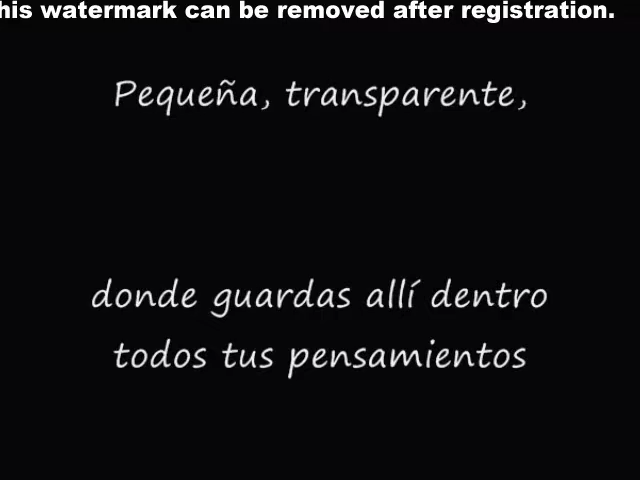 his watermark can be removed after registration.
Pequeña, transparente,
donde guardas allí dentro
todos tus pensamientos